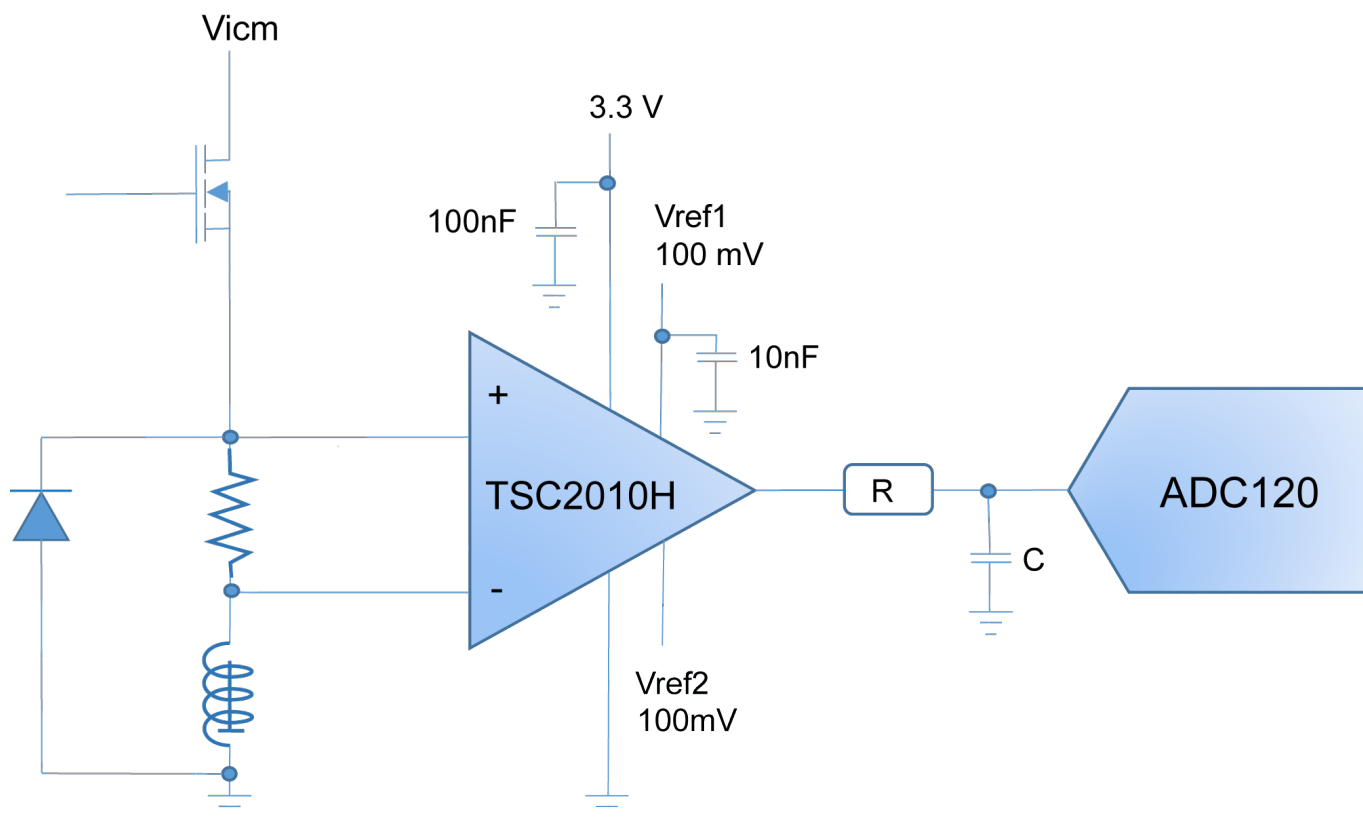 Vicm
3.3 V
100nF
Vref1
100 mV
10nF
+
TSC2010H
-
R
ADC120
C
Vref2
100mV